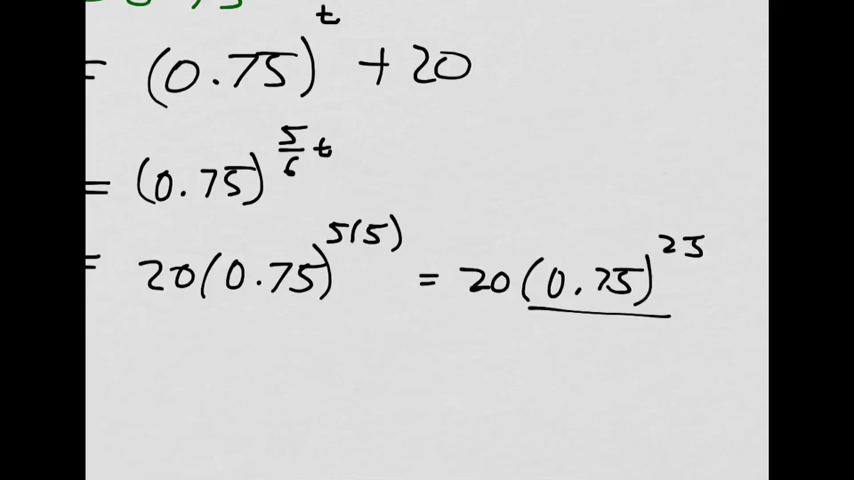 = (0.75)^t + 20
= (0.75)^{5/6 t}
= 20(0.75)^{5(5)} = 20(0.75)^{25}